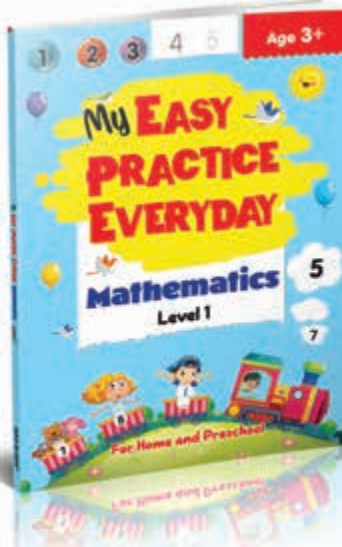 1 2 3 4 5
Age 3+
My EASY
PRACTICE
EVERYDAY
Mathematics
Level 1
5
7
For Home and Preschool